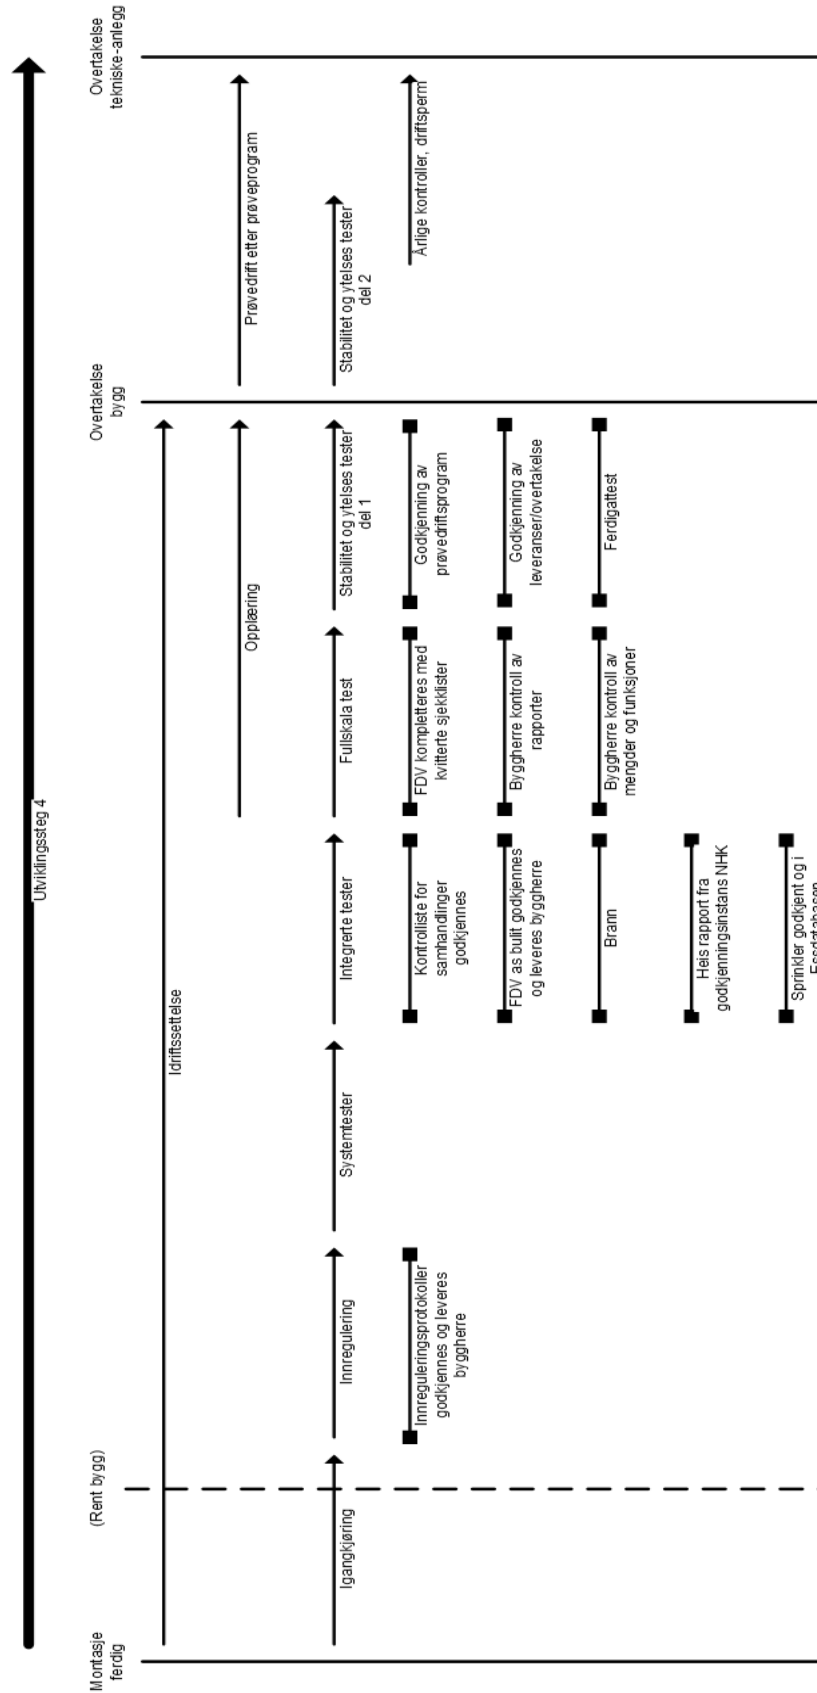 Utviklingssteg 4
Montasje
ferdig
(Rent bygg)
Overtakelse
bygg
Overtakelse
tekniske-anlegg
Idriftssettelse
Opplæring
Prøvedrift etter prøveprogram
Igangkjøring
Innregulering
Systemtester
Integrerte tester
Fullskala test
Stabilitet og ytelses tester
del 1
Stabilitet og ytelses tester
del 2
Innreguleringsprotokoller
godkjennes og leveres
byggherre
Kontrolliste for
samhandlinger
godkjennes
FDV kompletteres med
kvitterte sjekklister
Godkjenning av
prøvedriftsprogram
Årlige kontroller, driftsperm
FDV as bulit godkjennes
og leveres byggherre
Byggherre kontroll av
rapporter
Godkjenning av
leveranser/overtakelse
Brann
Byggherre kontroll av
mengder og funksjoner
Ferdigattest
Heis rapport fra
godkjenningsinstans NHK
Sprinkler godkjent og i